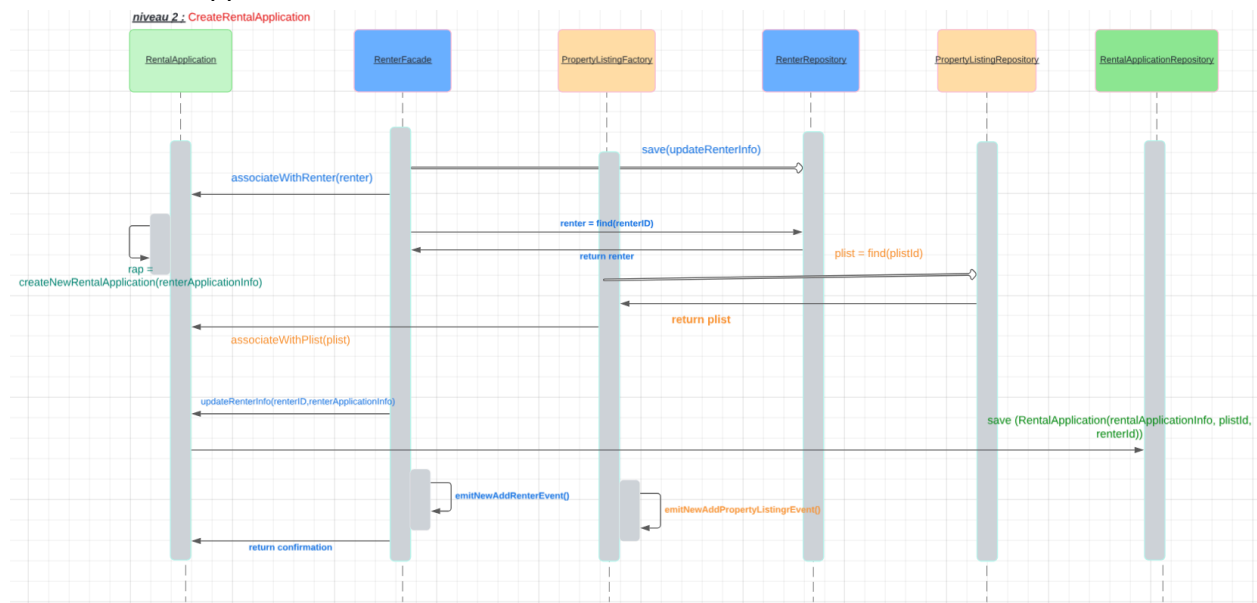 niveau 2 : CreateRentalApplication
RentalApplication
RenterFacade
PropertyListingFactory
RenterRepository
PropertyListingRepository
RentalApplicationRepository
save(updateRenterInfo)
associateWithRenter(renter)
renter = find(renterID)
return renter
plist = find(plistId)
rap =
createNewRentalApplication(renterApplicationInfo)
return plist
associateWithPlist(plist)
updateRenterInfo(renterID,renterApplicationInfo)
save (RentalApplication(rentalApplicationInfo, plistId,
renterId))
emitNewAddRenterEvent()
emitNewAddPropertyListingrEvent()
return confirmation